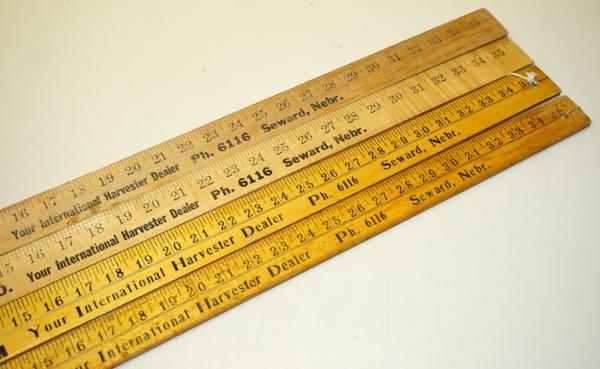 16 17 18 19 20 21 22 23 24 25 26 27 28 29 30 31 32 33 34 35
Your International Harvester Dealer Ph. 6116 Seward, Nebr.
15 16 17 18 19 20 21 22 23 24 25 26 27 28 29 30 31 32 33 34 35
Your International Harvester Dealer Ph. 6116 Seward, Nebr.
15 16 17 18 19 20 21 22 23 24 25 26 27 28 29 30 31 32 33 34
Your International Harvester Dealer Ph. 6116 Seward, Nebr.
15 16 17 18 19 20 21 22 23 24 25 26 27 28 29 30 31 32 33 34 35
Your International Harvester Dealer Ph. 6116 Seward, Nebr.